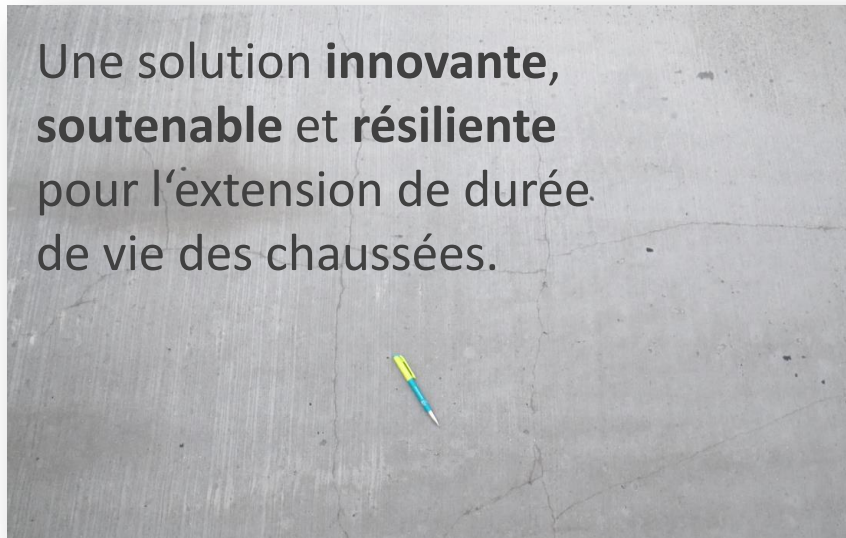 Une solution innovante,
soutenable et résiliente
pour l‘extension de durée
de vie des chaussées.